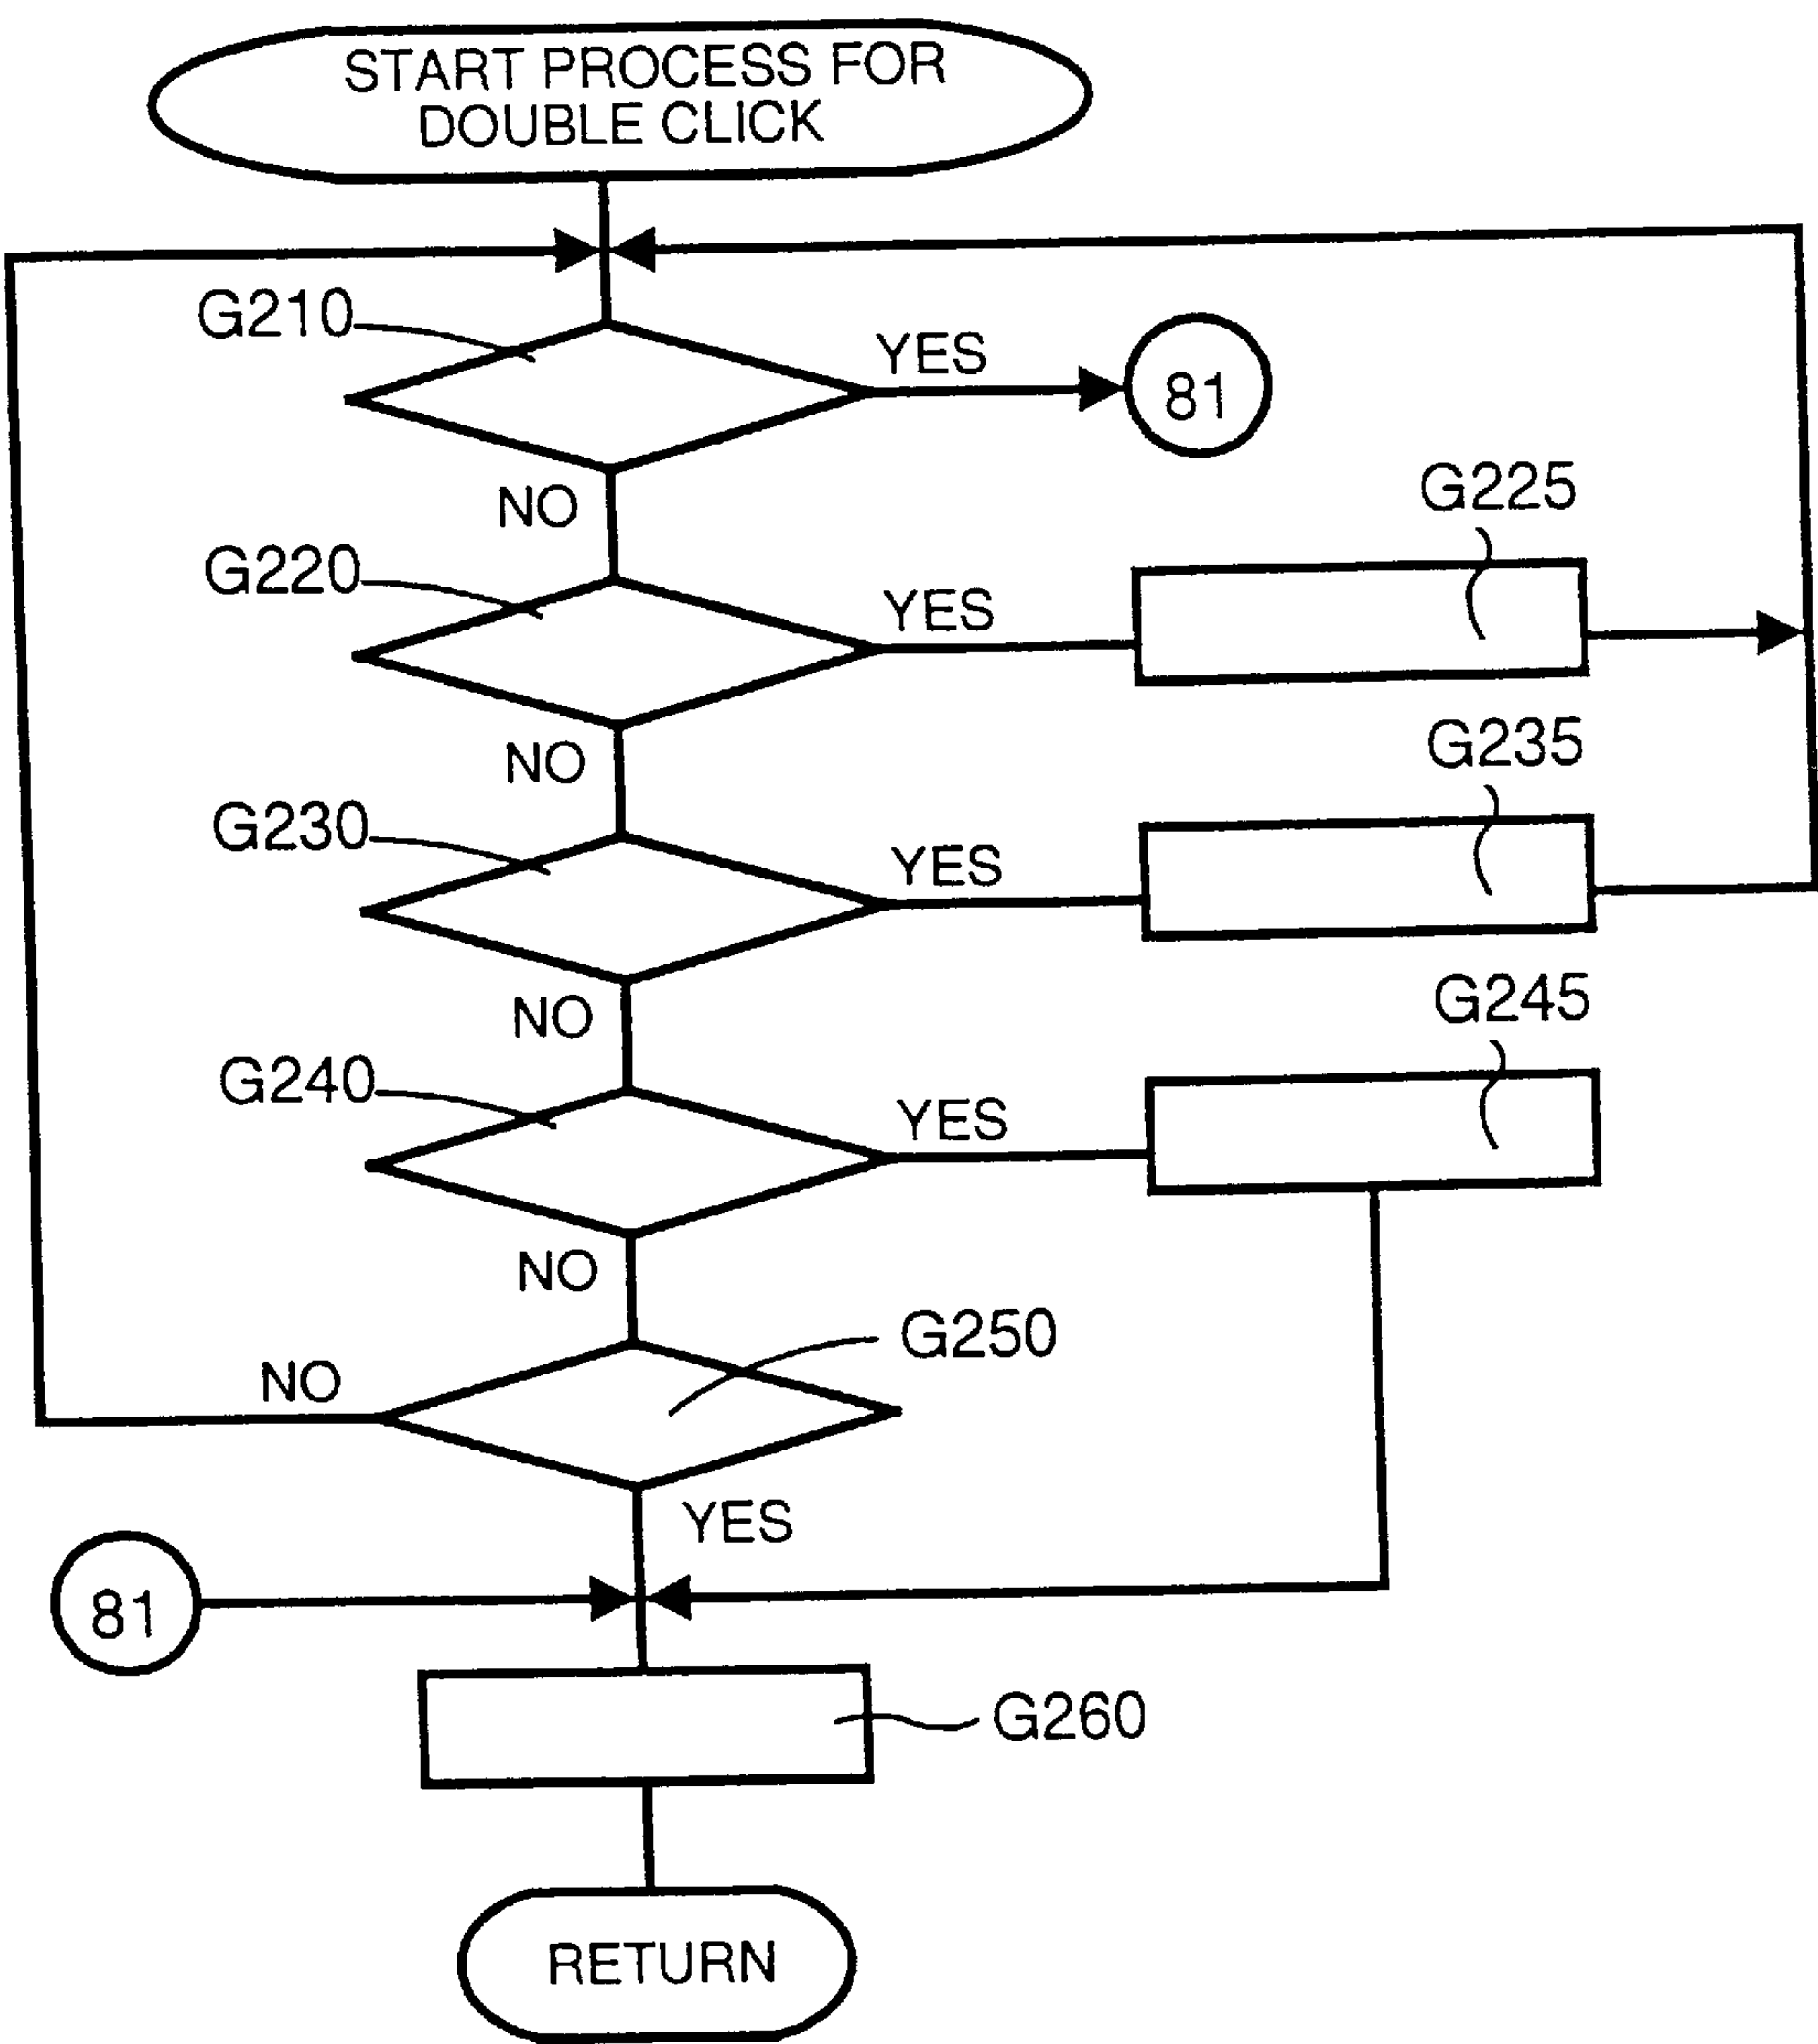 START PROCESS FOR
DOUBLE CLICK
G210
YES
81
NO
G225
G220
YES
NO
G235
G230
YES
NO
G245
G240
YES
NO
G250
NO
YES
81
G260
RETURN